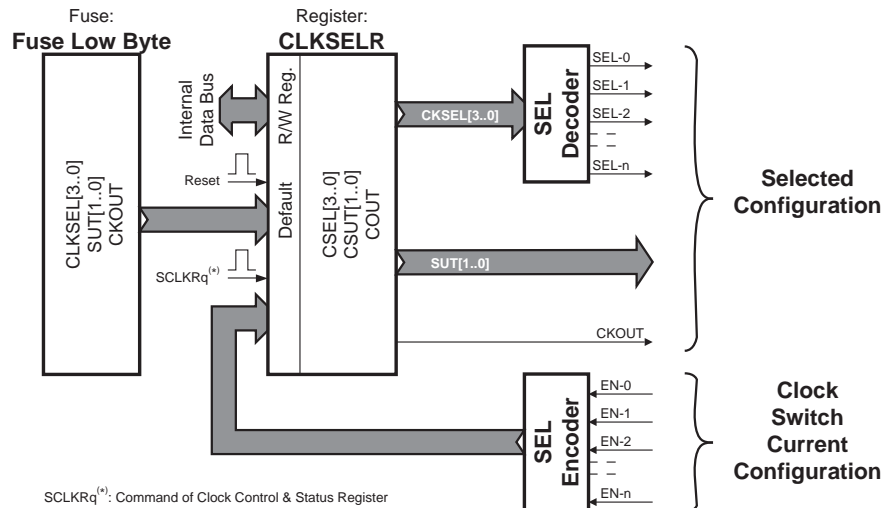 Fuse:
Fuse Low Byte
Register:
CLKSELR
CLKSEL[3..0]
SUT[1..0]
CKOUT
Internal
Data Bus
R/W Reg.
Reset
Default
SCLKRq(*)
CSEL[3..0]
CSUT[1..0]
COUT
CKSEL[3..0]
SUT[1..0]
CKOUT
SEL
Decoder
SEL-0
SEL-1
SEL-2
SEL-n
Selected
Configuration
SEL
Encoder
EN-0
EN-1
EN-2
EN-n
Clock
Switch
Current
Configuration
SCLKRq(*): Command of Clock Control & Status Register